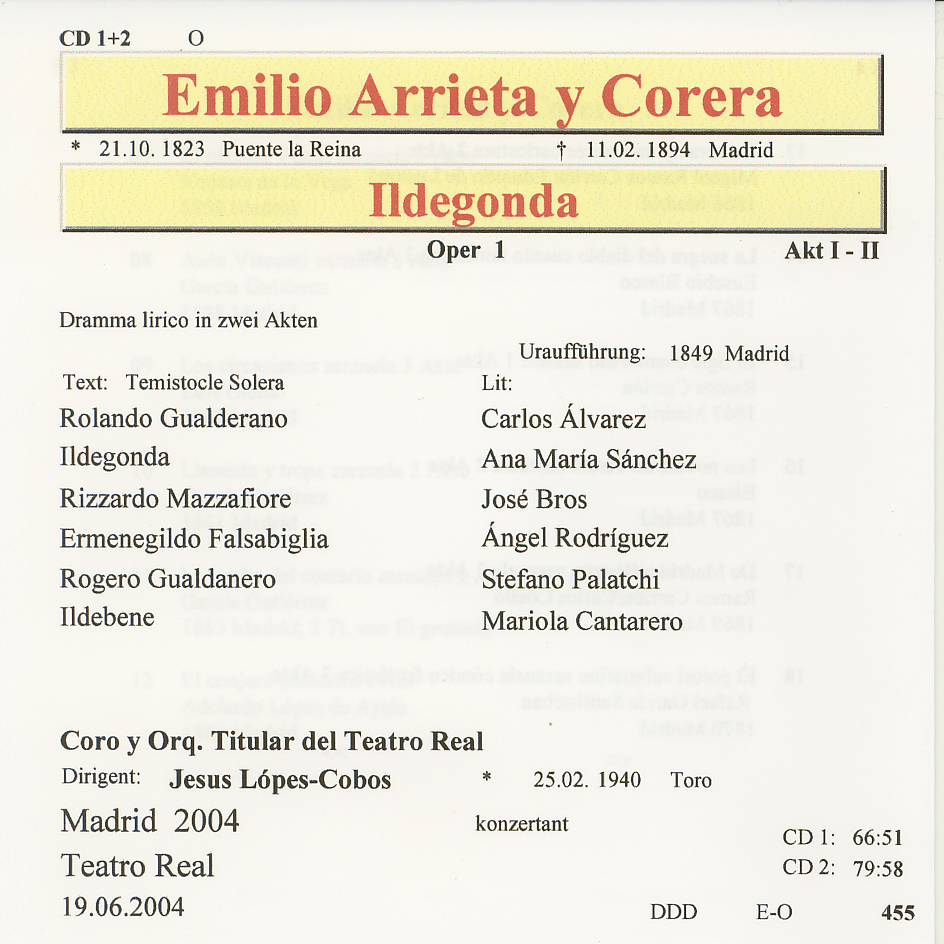 CD 1+2 O
Emilio Arrieta y Corera
* 21.10. 1823 Puente la Reina † 11.02. 1894 Madrid
Ildegonda
Oper 1 Akt I - II
Dramma lirico in zwei Akten
Uraufführung: 1849 Madrid
Text: Temistocle Solera Lit:
Rolando Gualderano Carlos Álvarez
Ildegonda Ana María Sánchez
Rizzardo Mazzafiore José Bros
Ermenegildo Falsabiglia Ángel Rodríguez
Rogero Gualdanero Stefano Palatchi
Ildebene Mariola Cantarero
Coro y Orq. Titular del Teatro Real
Dirigent: Jesus Lópes-Cobos * 25.02. 1940 Toro
Madrid 2004 konzertant
CD 1: 66:51
Teatro Real CD 2: 79:58
19.06.2004
DDD E-O 455